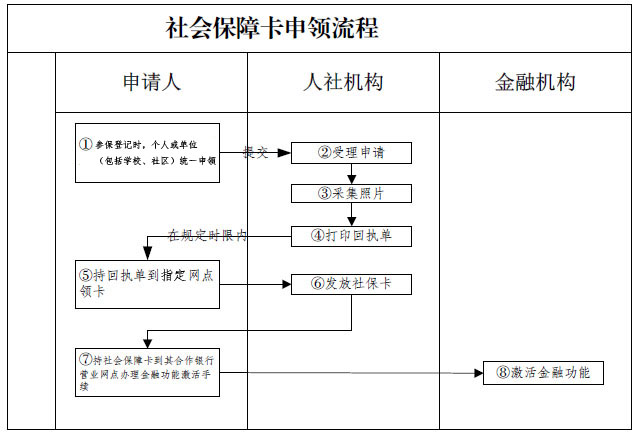 社会保障卡申领流程
申请人
人社机构
金融机构
①参保登记时，个人或单位
（包括学校、社区）统一申领
提交
②受理申请
③采集照片
④打印回执单
在规定时限内
⑤持回执单到指定网点
领卡
⑥发放社保卡
⑦持社会保障卡到其合作银行
营业网点办理金融功能激活手
续
⑧激活金融功能